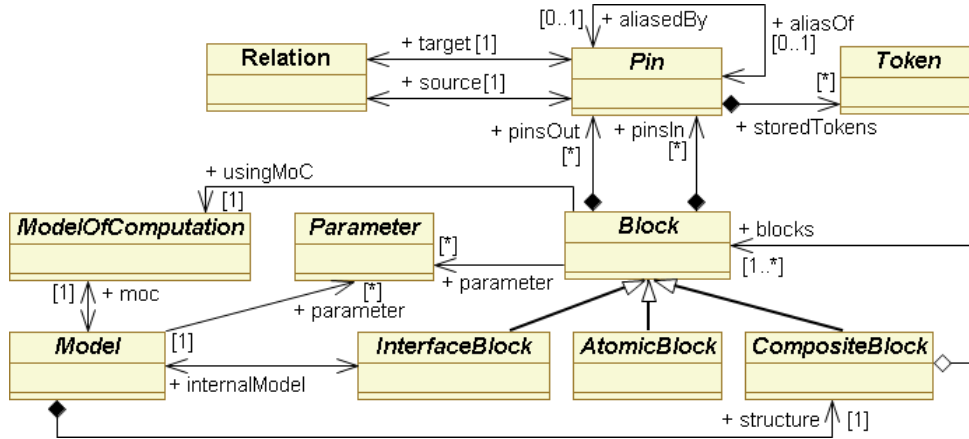 + aliasedBy
[0..1]
+ aliasOf
[0..1]
Relation
+ target [1]
+ source [1]
Pin
Token
[*]
+ storedTokens
+ pinsOut
[*]
+ pinsIn
[*]
+ usingMoC
[1]
ModelOfComputation
Parameter
Block
+ blocks
[1..*]
[*]
+ parameter
[1]
+ moc
[*]
+ parameter
Model
[1]
+ internalModel
InterfaceBlock
AtomicBlock
CompositeBlock
+ structure
[1]